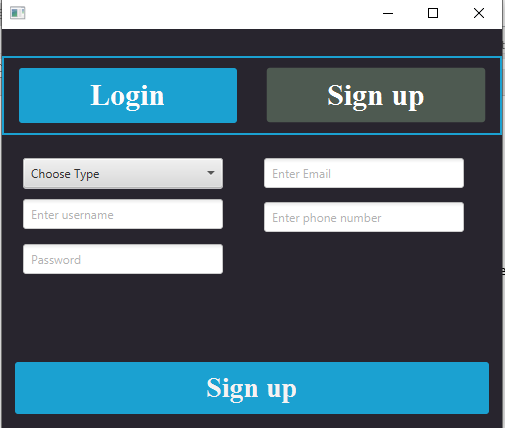 Login
Sign up
Choose Type
Enter Email
Enter username
Enter phone number
Password
Sign up